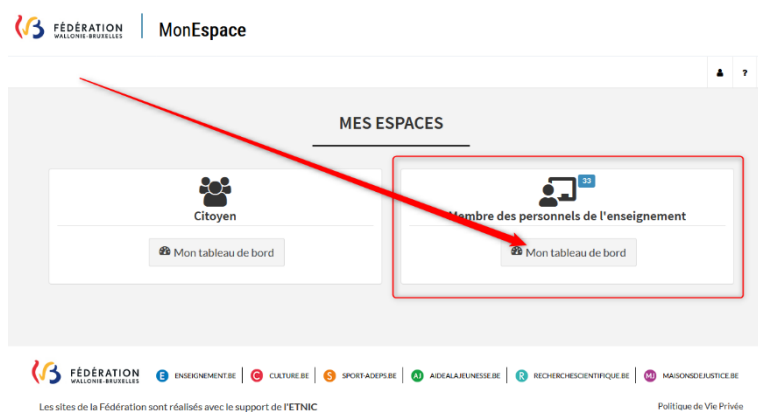 FÉDÉRATION
WALLONIE-BRUXELLES
MonEspace
?
MES ESPACES
33
Citoyen
Membre des personnels de l'enseignement
Mon tableau de bord
Mon tableau de bord
FÉDÉRATION
WALLONIE-BRUXELLES
E ENSEIGNEMENT.BE
C CULTURE.BE
S SPORT-ADEPS.BE
AJ AIDEALAJEUNESSE.BE
R RECHERCHESCIENTIFIQUE.BE
MJ MAISONSDEJUSTICE.BE
Les sites de la Fédération sont réalisés avec le support de l'ETNIC
Politique de Vie Privée